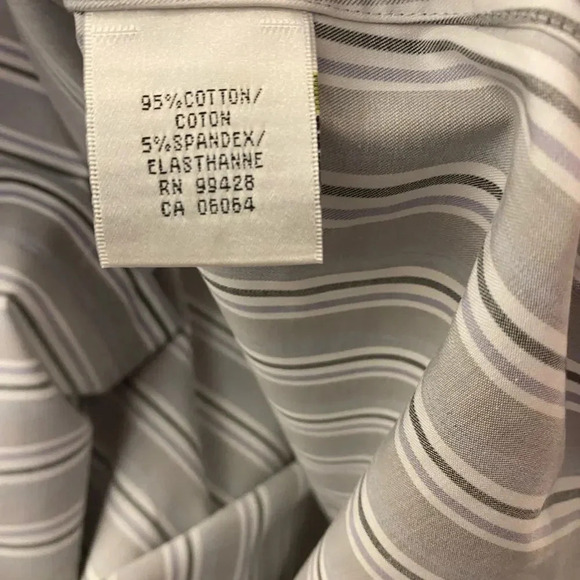 95%COTTON/
COTON
5%SPANDEX/
ELASTHANNE
RN 99428
CA 06064